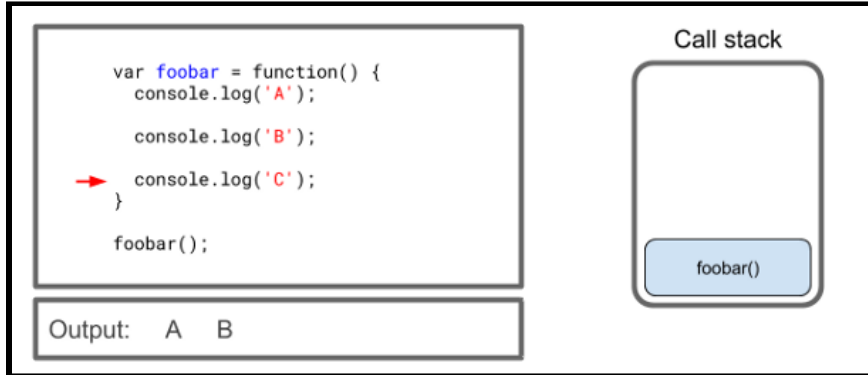 var foobar = function() {
console.log('A');
console.log('B');
console.log('C');
}
foobar();
Output: A B
Call stack
foobar()